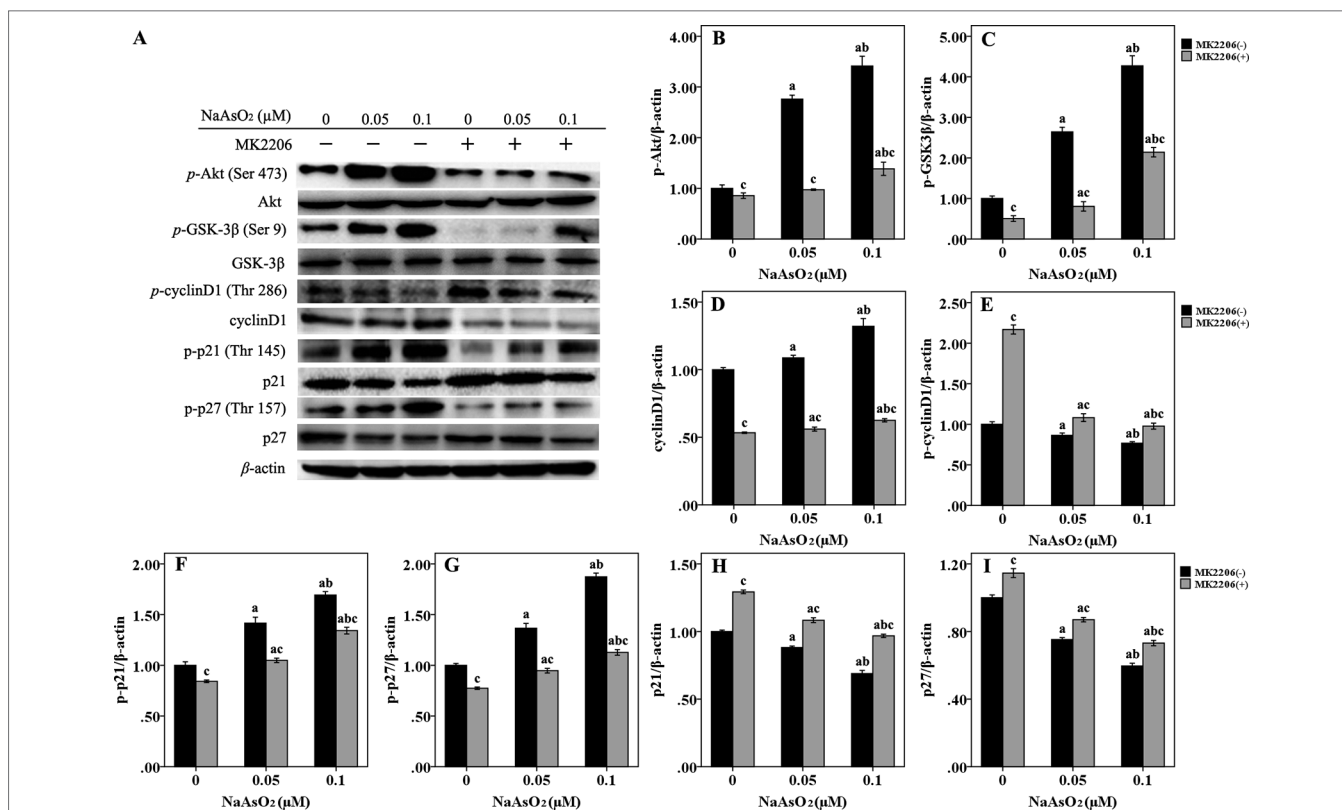 A
NaAsO₂ (μM) 0 0.05 0.1 0 0.05 0.1
MK2206 − − − + + +
p-Akt (Ser 473)
Akt
p-GSK-3β (Ser 9)
GSK-3β
p-cyclinD1 (Thr 286)
cyclinD1
p-p21 (Thr 145)
p21
p-p27 (Thr 157)
p27
β-actin
B
p-Akt/β-actin
4.00
3.00
2.00
1.00
.00
a
ab
c
c
abc
0 0.05 0.1
NaAsO₂(μM)
C
p-GSK3β/β-actin
5.00
4.00
3.00
2.00
1.00
.00
a
ab
c
ac
abc
0 0.05 0.1
NaAsO₂(μM)
MK2206(-)
MK2206(+)
D
cyclinD1/β-actin
1.50
1.00
.50
.00
a
ab
c
ac
abc
0 0.05 0.1
NaAsO₂(μM)
E
p-cyclinD1/β-actin
2.50
2.00
1.50
1.00
.50
.00
c
a
ac
ab
abc
0 0.05 0.1
NaAsO₂(μM)
MK2206(-)
MK2206(+)
F
p-p21/β-actin
2.00
1.50
1.00
.50
.00
c
a
ac
ab
abc
0 0.05 0.1
NaAsO₂(μM)
G
p-p27/β-actin
2.00
1.50
1.00
.50
.00
c
a
ac
ab
abc
0 0.05 0.1
NaAsO₂(μM)
H
p21/β-actin
1.50
1.00
.50
.00
c
a
ac
ab
abc
0 0.05 0.1
NaAsO₂(μM)
I
p27/β-actin
1.20
.80
.40
.00
c
a
ac
ab
abc
0 0.05 0.1
NaAsO₂(μM)
MK2206(-)
MK2206(+)